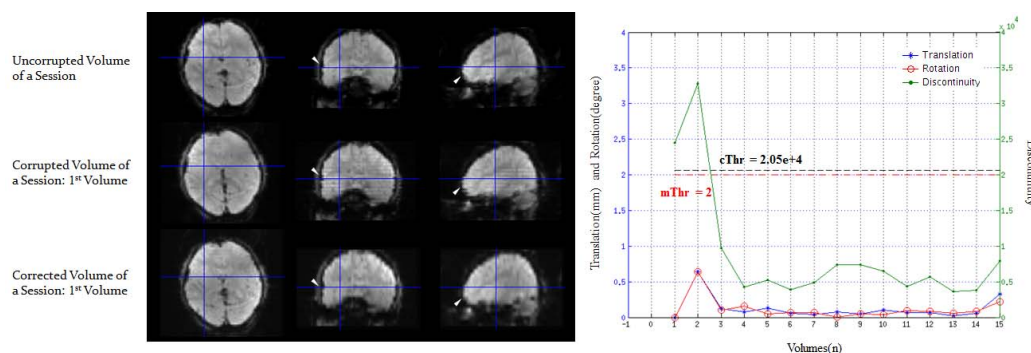 Uncorrupted Volume
of a Session
Corrupted Volume of
a Session: 1st Volume
Corrected Volume of
a Session: 1st Volume
× 10⁴
Translation
Rotation
Discontinuity
cThr = 2.05e+4
mThr = 2
Translation(mm) and Rotation(degree)
Discontinuity
4
3.5
3
2.5
2
1.5
1
0.5
0
4
3.5
3
2.5
2
1.5
1
0.5
0
-1 0 1 2 3 4 5 6 7 8 9 10 11 12 13 14 15
Volumes(n)